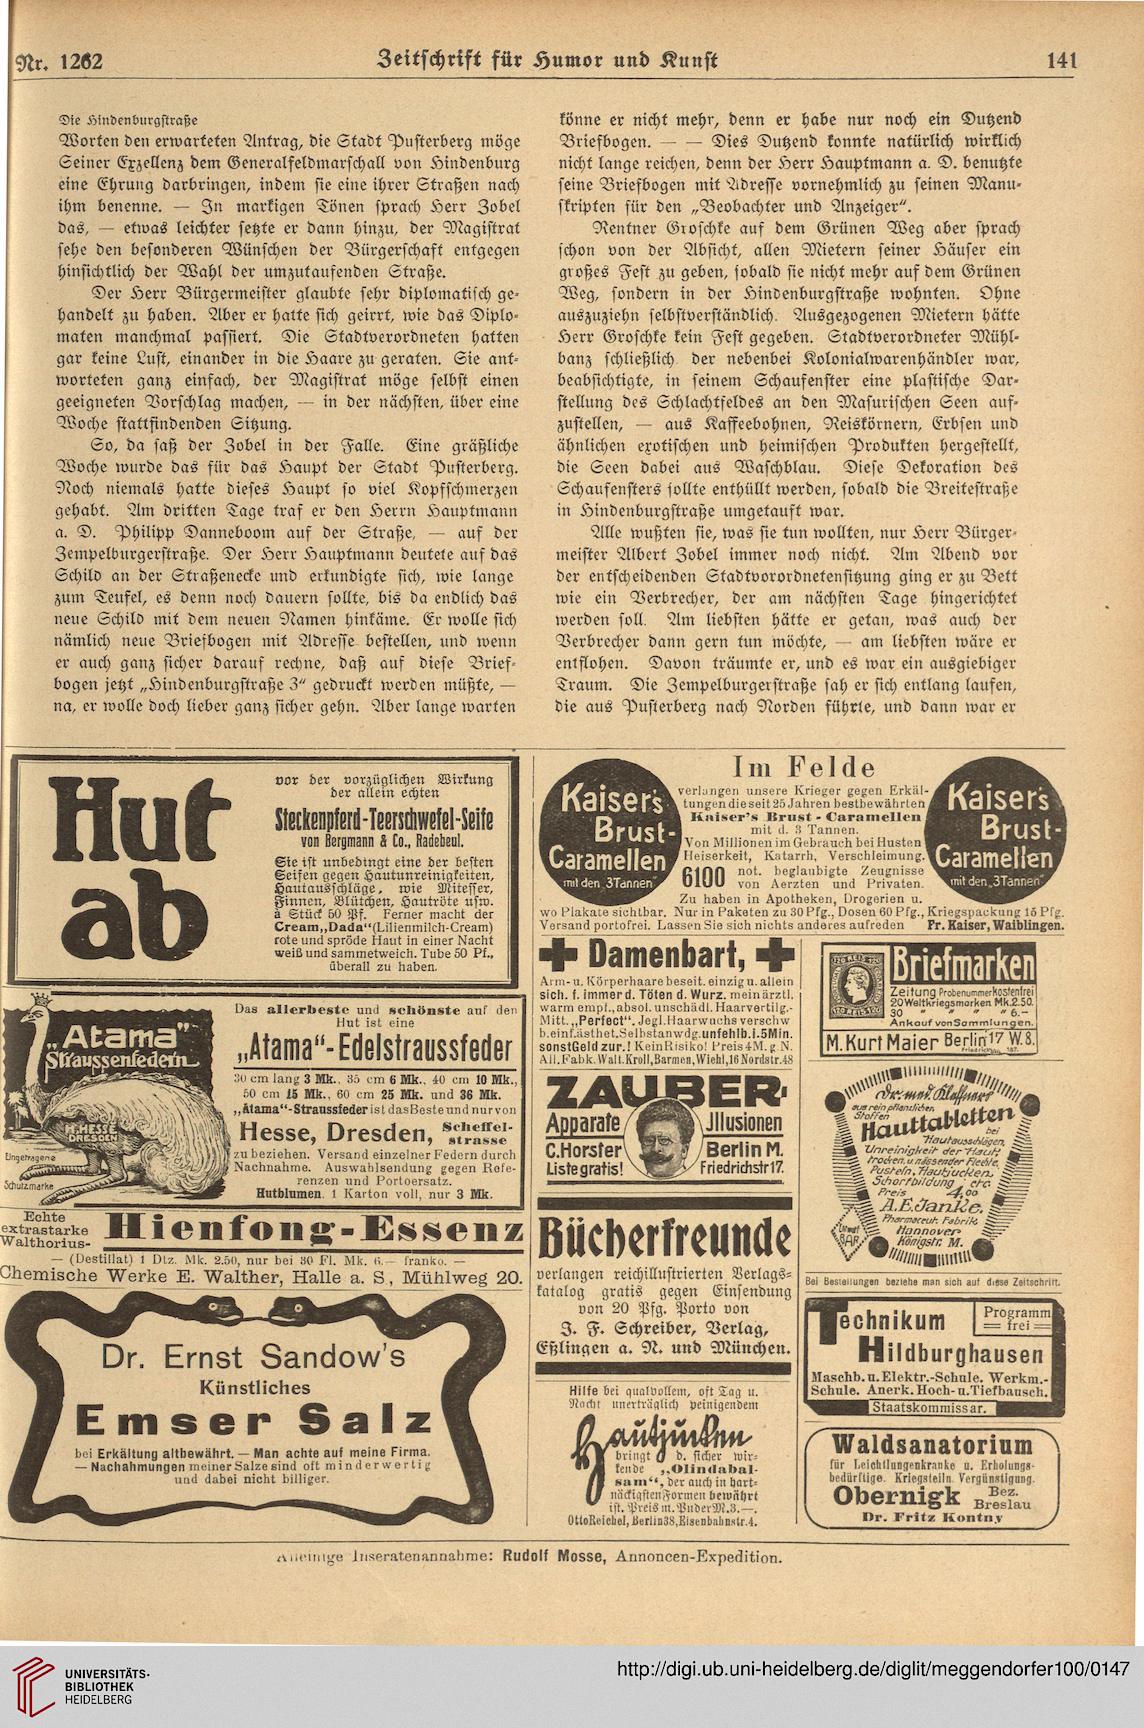 Nr. 1262
Zeitschrift für Humor und Kunst
141
Die Hindenburgstraße
Worten den erwarteten Antrag, die Stadt Pusterberg möge
Seiner Exzellenz dem Generalfeldmarschall von Hindenburg
eine Ehrung darbringen, indem sie eine ihrer Straßen nach
ihm benenne. — In markigen Tönen sprach Herr Zobel
das, — etwas leichter setzte er dann hinzu, der Magistrat
sehe den besonderen Wünschen der Bürgerschaft entgegen
hinsichtlich der Wahl der umzutaufenden Straße.
Der Herr Bürgermeister glaubte sehr diplomatisch ge-
handelt zu haben. Aber er hatte sich geirrt, wie das Diplo-
maten manchmal passiert. Die Stadtverordneten hatten
gar keine Lust, einander in die Haare zu geraten. Sie ant-
worteten ganz einfach, der Magistrat möge selbst einen
geeigneten Vorschlag machen, — in der nächsten, über eine
Woche stattfindenden Sitzung.
So, da saß der Zobel in der Falle. Eine gräßliche
Woche wurde das für das Haupt der Stadt Pusterberg.
Noch niemals hatte dieses Haupt so viel Kopfschmerzen
gehabt. Am dritten Tage traf er den Herrn Hauptmann
a. D. Philipp Danneboom auf der Straße, — auf der
Zempelburgerstraße. Der Herr Hauptmann deutete auf das
Schild an der Straßenecke und erkundigte sich, wie lange
zum Teufel, es denn noch dauern sollte, bis da endlich das
neue Schild mit dem neuen Namen hinkäme. Er wolle sich
nämlich neue Briefbogen mit Adresse bestellen, und wenn
er auch ganz sicher darauf rechne, daß auf diese Brief-
bogen jetzt „Hindenburgstraße 3“ gedruckt werden müßte, —
na, er wolle doch lieber ganz sicher gehn. Aber lange warten
könne er nicht mehr, denn er habe nur noch ein Dutzend
Briefbogen. — — Dies Dutzend konnte natürlich wirklich
nicht lange reichen, denn der Herr Hauptmann a. D. benutzte
seine Briefbogen mit Adresse vornehmlich zu seinen Manu-
skripten für den „Beobachter und Anzeiger“.
Rentner Groschke auf dem Grünen Weg aber sprach
schon von der Absicht, allen Mietern seiner Häuser ein
großes Fest zu geben, sobald sie nicht mehr auf dem Grünen
Weg, sondern in der Hindenburgstraße wohnten. Ohne
auszuziehn selbstverständlich. Ausgezogenen Mietern hätte
Herr Groschke kein Fest gegeben. Stadtverordneter Mühl-
banz schließlich der nebenbei Kolonialwarenhändler war,
beabsichtigte, in seinem Schaufenster eine plastische Dar-
stellung des Schlachtfeldes an den Masurischen Seen auf-
zustellen, — aus Kaffeebohnen, Reiskörnern, Erbsen und
ähnlichen exotischen und heimischen Produkten hergestellt,
die Seen dabei aus Waschblau. Diese Dekoration des
Schaufensters sollte enthüllt werden, sobald die Breitestraße
in Hindenburgstraße umgetauft war.
Alle wußten sie, was sie tun wollten, nur Herr Bürger-
meister Albert Zobel immer noch nicht. Am Abend vor
der entscheidenden Stadtvorordnetensitzung ging er zu Bett
wie ein Verbrecher, der am nächsten Tage hingerichtet
werden soll. Am liebsten hätte er getan, was auch der
Verbrecher dann gern tun möchte, — am liebsten wäre er
entflohen. Davon träumte er, und es war ein ausgiebiger
Traum. Die Zempelburgerstraße sah er sich entlang laufen,
die aus Pusterberg nach Norden führte, und dann war er
Hut
ab
vor der vorzüglichen Wirkung
der allein echten
Steckenpferd-Teerschwefel-Seife
von Bergmann & Co., Radebeul.
Sie ist unbedingt eine der besten
Seifen gegen Hautunreinigkeiten,
Hautausschläge, wie Mitesser,
Finnen, Blütchen, Hautröte usw.
à Stück 50 Pf. Ferner macht der
Cream „Dada“ (Lilienmilch-Cream)
rote und spröde Haut in einer Nacht
weiß und sammetweich. Tube 50 Pf.,
überall zu haben.
„Atama“
Straussenfedern
H. HESSE
DRESDEN
Eingetragene
Schutzmarke
Das allerbeste und schönste auf den
Hut ist eine
„Atama“-Edelstraussfeder
30 cm lang 3 Mk., 35 cm 6 Mk., 40 cm 10 Mk.,
50 cm 15 Mk., 60 cm 25 Mk. und 36 Mk.
„Atama“-Straussfeder ist das Beste und nur von
Hesse, Dresden, Scheffel-
strasse
zu beziehen. Versand einzelner Federn durch
Nachnahme. Auswahlsendung gegen Refe-
renzen und Portoersatz.
Hutblumen. 1 Karton voll, nur 3 Mk.
Echte
extrastarke
Walthorius-
Hienfong-Essenz
— (Destillat) 1 Dtz. Mk. 2.50, nur bei 30 Fl. Mk. 6.— franko. —
Chemische Werke E. Walther, Halle a. S., Mühlweg 20.
Dr. Ernst Sandow's
Künstliches
Emser Salz
bei Erkältung altbewährt. — Man achte auf meine Firma.
— Nachahmungen meiner Salze sind oft minderwertig
und dabei nicht billiger.
Kaiser's
Brust-
Caramellen
mit den „3 Tannen“
Im Felde
verlangen unsere Krieger gegen Erkäl-
tungen die seit 25 Jahren bestbewährten
Kaiser's Brust-Caramellen
mit d. 3 Tannen.
Von Millionen im Gebrauch bei Husten
Heiserkeit, Katarrh, Verschleimung.
6100 not. beglaubigte Zeugnisse
von Aerzten und Privaten.
Zu haben in Apotheken, Drogerien u.
wo Plakate sichtbar. Nur in Paketen zu 30 Pfg., Dosen 60 Pfg., Kriegspackung 15 Pfg.
Versand portofrei. Lassen Sie sich nichts anderes aufreden Fr. Kaiser, Waiblingen.
Kaiser's
Brust-
Caramellen
mit den „3 Tannen“
Damenbart,
Arm- u. Körperhaare beseit. einzig u. allein
sich. f. immer d. Töten d. Wurz. mein ärztl.
warm empf., absol. unschädl. Haarvertilg.-
Mitt. „Perfect“. Jegl. Haarwuchs verschw
b. einf. ästhet. Selbstanwdg. unfehlb. i. 5 Min.
sonst Geld zur.! Kein Risiko! Preis 4 M. g. N.
All. Fabk. Walt. Kroll, Barmen, Wiehl, 16 Nordstr. 48
ZAUBER-
Apparate
Jllusionen
C. Horster
Berlin M.
Liste gratis!
Friedrichstr 17.
Bücherfreunde
verlangen reichillustrierten Verlags-
katalog gratis gegen Einsendung
von 20 Pfg. Porto von
J. F. Schreiber, Verlag,
Eßlingen a. N. und München.
Hilfe bei qualvollem, oft Tag u.
Nacht unerträglich peinigendem
Hautjucken
bringt d. sicher wir-
kende „Olindabal-
sam“, der auch in hart-
näckigsten Formen bewährt
ist. Preis m. Pud er M. 3.—.
Otto Reichel, Berlin 38, Eisenbahnstr. 4.
Briefmarken
Zeitung Probenummer kostenfrei
20 Weltkriegsmarken Mk. 2.50.
30 " " " 6.–
Ankauf von Sammlungen.
M. Kurt Maier Berlin 17 W. 8.
Dr. med. Klaffner's
aus rein pflanzlichen
Stoffen
Hauttabletten
bei
Hautausschlägen,
Unreinigkeit der Haut,
trocken. u. nässender Flechte,
Pusteln, Hautjucken,
Schorfbildung etc.
Preis 4,00
A. E. Janke,
Pharmaceut. Fabrik
Hannover
Königstr. M.
Bei Bestellungen beziehe man sich auf diese Zeitschrift.
Technikum
Programm
frei
Hildburghausen
Maschb. u. Elektr.-Schule. Werkm.-
Schule. Anerk. Hoch- u. Tiefbausch.
Staatskommissar.
Waldsanatorium
für Leichtlungenkranke u. Erholungs-
bedürftige. Kriegsteiln. Vergünstigung.
Obernigk Bez.
Breslau
Dr. Fritz Kontny
Alleinige Inseratenannahme: Rudolf Mosse, Annoncen-Expedition.
UNIVERSITÄTS-
BIBLIOTHEK
HEIDELBERG
http://digi.ub.uni-heidelberg.de/diglit/meggendorfer100/0147